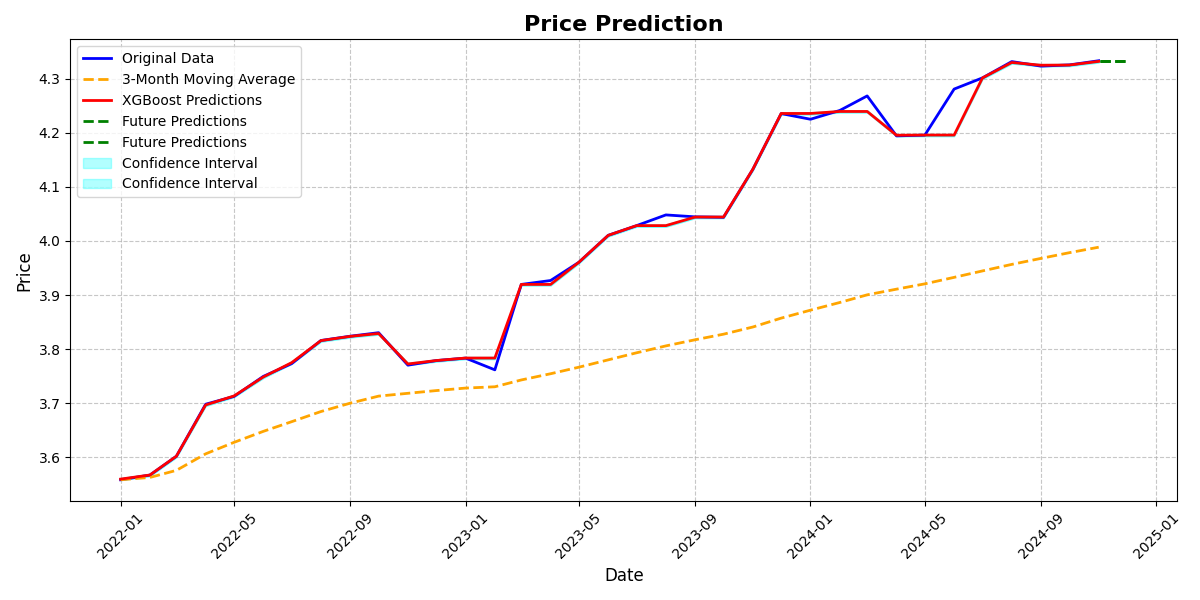 Price Prediction
Original Data
3-Month Moving Average
XGBoost Predictions
Future Predictions
Future Predictions
Confidence Interval
Confidence Interval
4.3
4.2
4.1
4.0
3.9
3.8
3.7
3.6
Price
2022-01
2022-05
2022-09
2023-01
2023-05
2023-09
2024-01
2024-05
2024-09
2025-01
Date